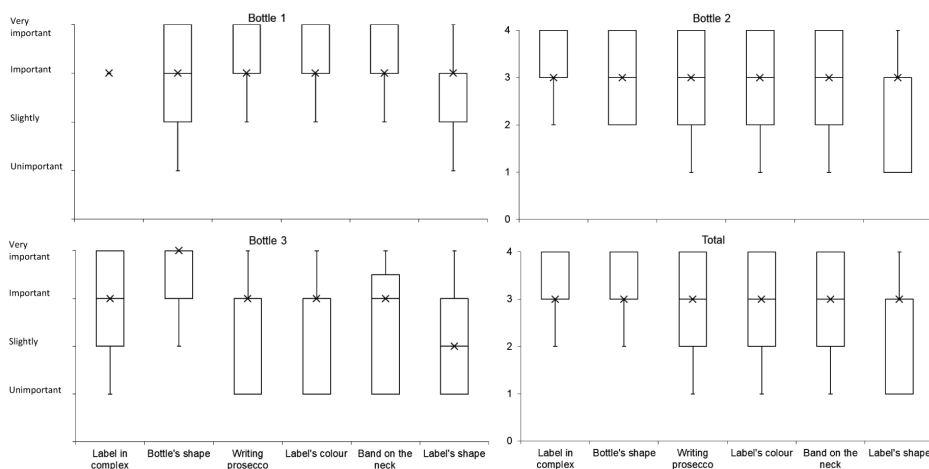 Bottle 1
Very
important
Important
Slightly
Unimportant
Bottle 2
4
3
2
1
0
Bottle 3
Very
important
Important
Slightly
Unimportant
Label in
complex
Bottle's shape
Writing
prosecco
Label's colour
Band on the
neck
Label's shape
Total
4
3
2
1
0
Label in
complex
Bottle's shape
Writing
prosecco
Label's colour
Band on the
neck
Label's shape